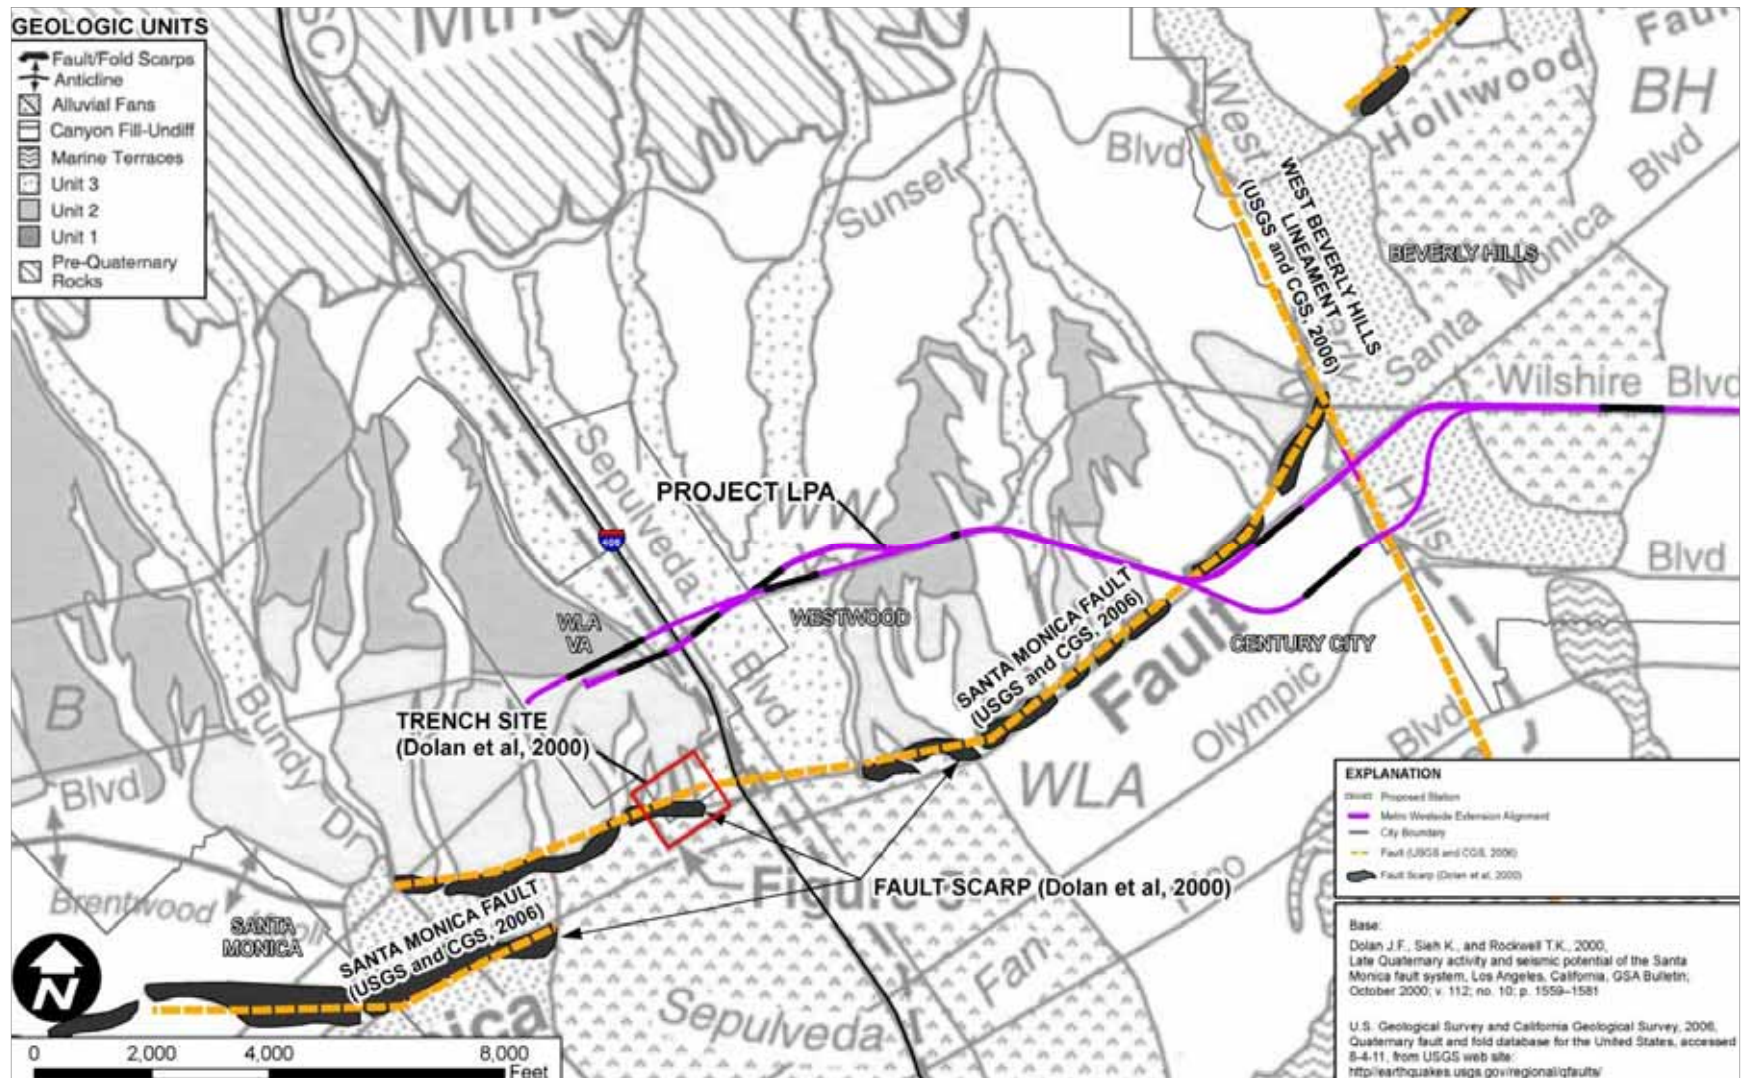 GEOLOGIC UNITS
Fault/Fold Scarps
Anticline
Alluvial Fans
Canyon Fill-Undiff
Marine Terraces
Unit 3
Unit 2
Unit 1
Pre-Quaternary
Rocks
SC
Mtn
Fau
Hollywood
BH
Blvd
West
Blvd
Sunset
WEST BEVERLY HILLS
LINEAMENT
(USGS and CGS, 2006)
BEVERLY HILLS
Santa Monica
Wilshire Blvd
Sepulveda
PROJECT LPA
WW
405
Hills
Blvd
WLA
VA
WESTWOOD
SANTA MONICA FAULT
(USGS and CGS, 2006)
Fault
CENTURY CITY
Blvd
B
Bundy
Dr
TRENCH SITE
(Dolan et al, 2000)
Olympic
Blvd
J
WLA
Blvd
Brentwood
SANTA
MONICA
SANTA MONICA FAULT
(USGS and CGS, 2006)
FAULT SCARP (Dolan et al, 2000)
Figure
Pico
Fan
Sepulveda
ica
N
0 2,000 4,000 8,000
Feet
EXPLANATION
Proposed Station
Metro Westside Extension Alignment
City Boundary
Fault (USGS and CGS, 2006)
Fault Scarp (Dolan et al, 2000)
Base:
Dolan J.F., Sieh K., and Rockwell T.K., 2000,
Late Quaternary activity and seismic potential of the Santa
Monica fault system, Los Angeles, California, GSA Bulletin;
October 2000; v. 112; no. 10; p. 1559–1581
U.S. Geological Survey and California Geological Survey, 2006,
Quaternary fault and fold database for the United States, accessed
8-4-11, from USGS web site:
http//earthquakes.usgs.gov/regional/qfaults/